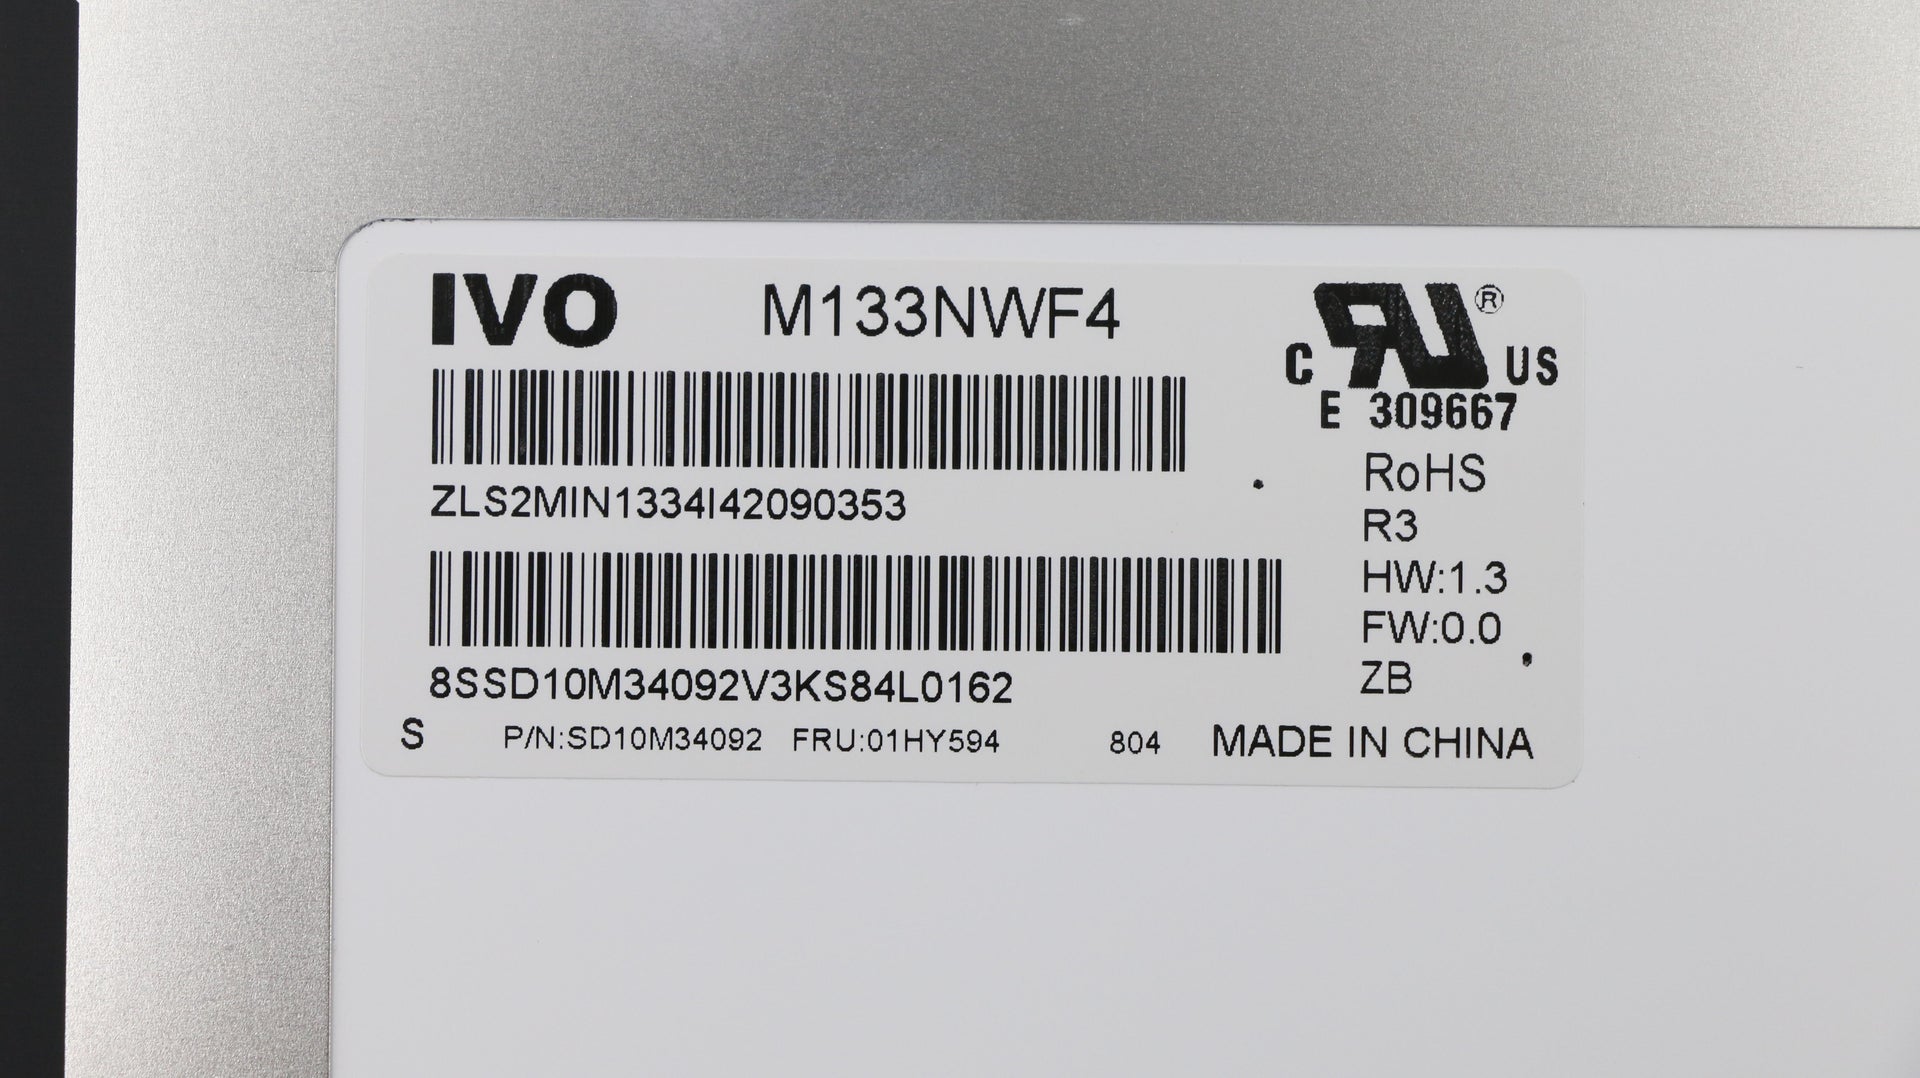 IVO M133NWF4
R
C UR US
E 309667
ZLS2MIN1334I42090353
RoHS
R3
HW:1.3
FW:0.0
ZB
8SSD10M34092V3KS84L0162
S P/N:SD10M34092 FRU:01HY594 804 MADE IN CHINA